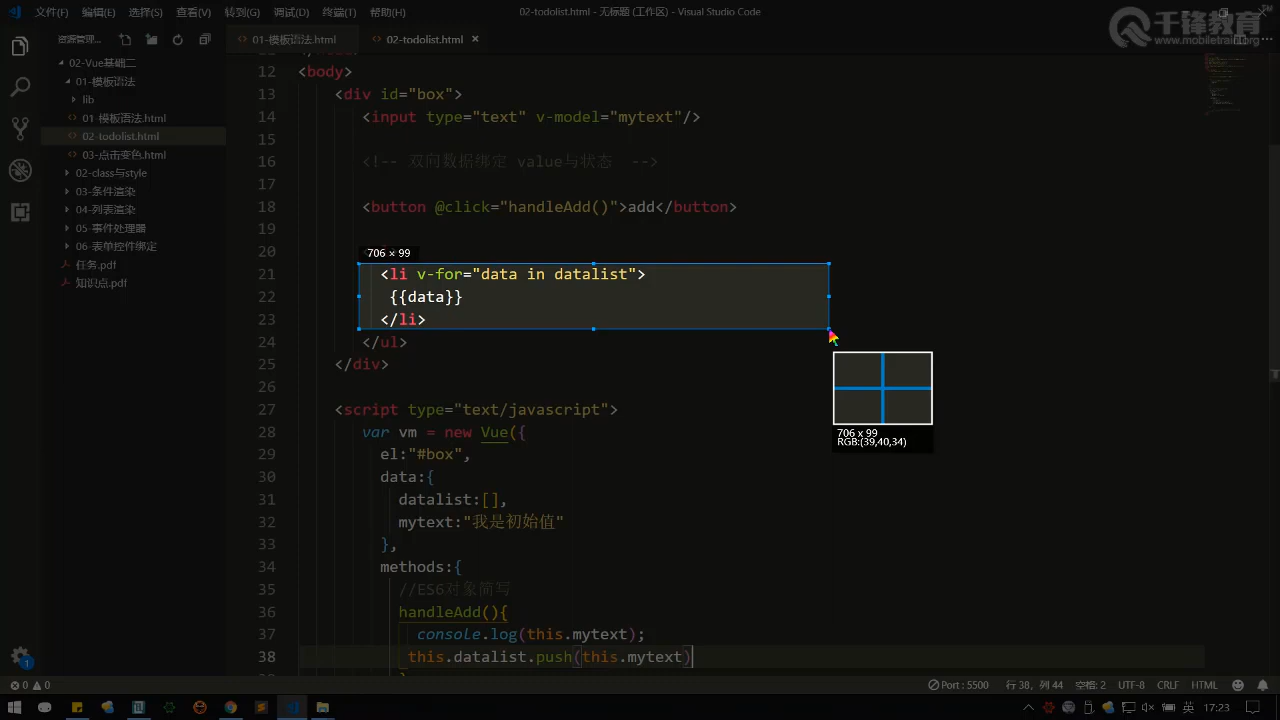 文件(F) 编辑(E) 选择(S) 查看(V) 转到(G) 调试(D) 终端(T) 帮助(H) 02-todolist.html - 无标题 (工作区) - Visual Studio Code
千锋教育
www.mobiletrain.org
资源管理... 01-模板语法.html 02-todolist.html ×
02-Vue基础二
01-模板语法
lib
01-模板语法.html
02-todolist.html
03-点击变色.html
02-class与style
03-条件渲染
04-列表渲染
05-事件处理器
06-表单控件绑定
任务.pdf
知识点.pdf
12 <body>
13 <div id="box">
14 <input type="text" v-model="mytext"/>
15
16 <!-- 双向数据绑定 value与状态 -->
17
18 <button @click="handleAdd()">add</button>
19
20
706 × 99
21 <li v-for="data in datalist">
22 {{data}}
23 </li>
24 </ul>
25 </div>
26
27 <script type="text/javascript">
28 var vm = new Vue({
29 el:"#box",
30 data:{
31 datalist:[],
32 mytext:"我是初始值"
33 },
34 methods:{
35 //ES6对象简写
36 handleAdd(){
37 console.log(this.mytext);
38 this.datalist.push(this.mytext)
706 x 99
RGB:(39,40,34)
1
0 0 Port : 5500 行 38，列 44 空格: 2 UTF-8 CRLF HTML
英 17:23